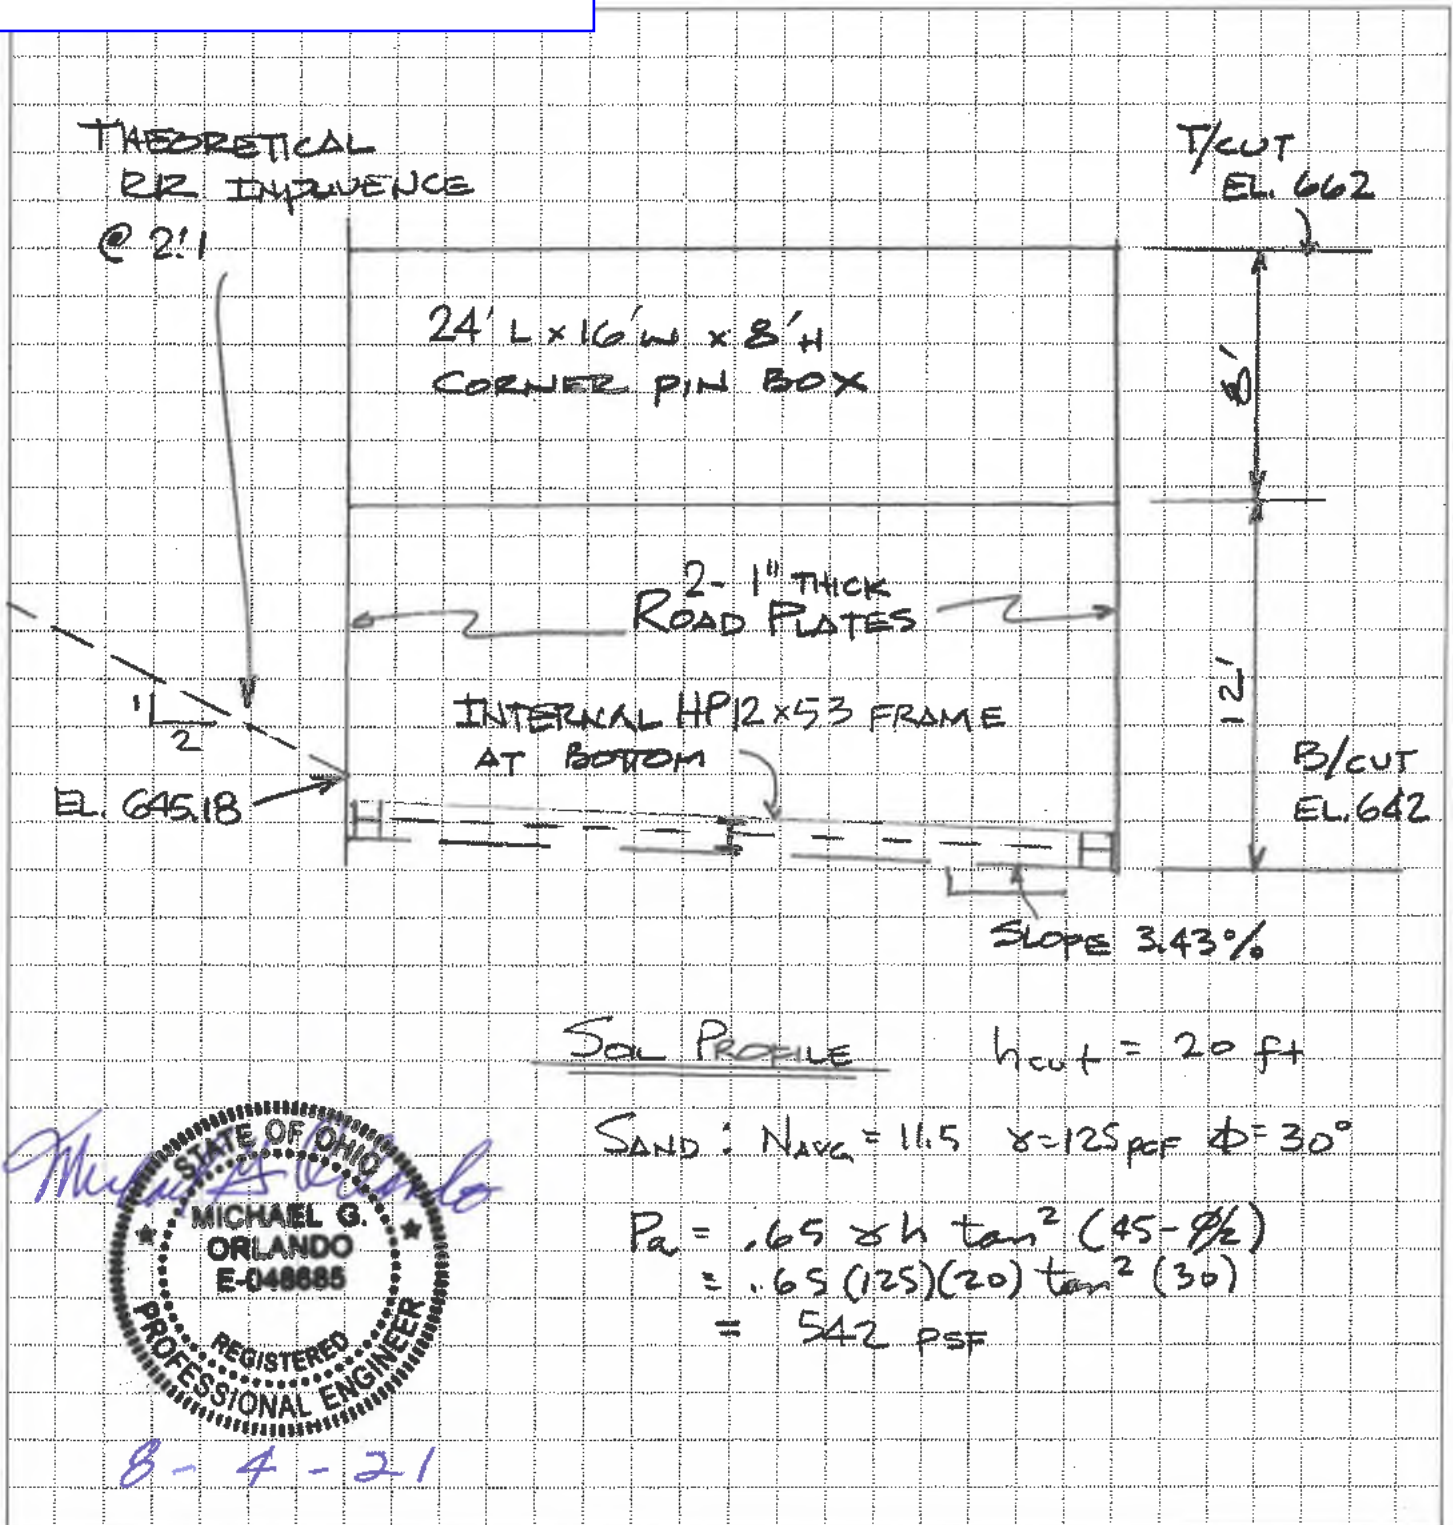 THEORETICAL
RR INFLUENCE
@ 2:1
T/CUT
EL. 662
24' L x 16' W x 8' H
CORNER PIN BOX
8'
2- 1" THICK
ROAD PLATES
12'
1
2
INTERNAL HP12x53 FRAME
AT BOTTOM
EL. 645.18
B/CUT
EL. 642
SLOPE 3.43%
SOIL PROFILE
hcut = 20 ft
SAND : NAVG = 11.5 γ=125 PCF Φ=30°
Pa = .65 γh tan² (45-Φ/2)
= .65 (125)(20) tan² (30)
= 542 PSF
Michael G. Orlando
STATE OF OHIO
MICHAEL G.
ORLANDO
E-048685
REGISTERED
PROFESSIONAL ENGINEER
8-4-21